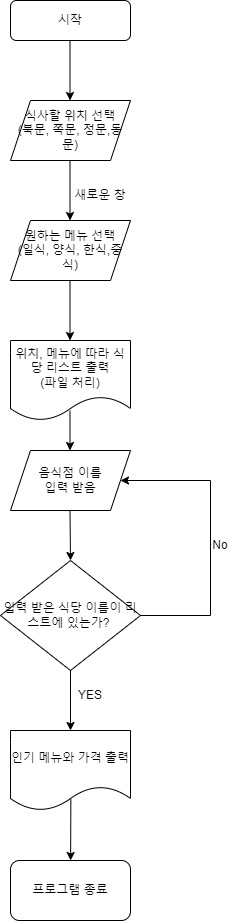 시작
식사할 위치 선택
(북문, 쪽문, 정문,동
문)
새로운 창
원하는 메뉴 선택
(일식, 양식, 한식,중
식)
위치, 메뉴에 따라 식
당 리스트 출력
(파일 처리)
음식점 이름
입력 받음
No
입력 받은 식당 이름이 리
스트에 있는가?
YES
인기 메뉴와 가격 출력
프로그램 종료